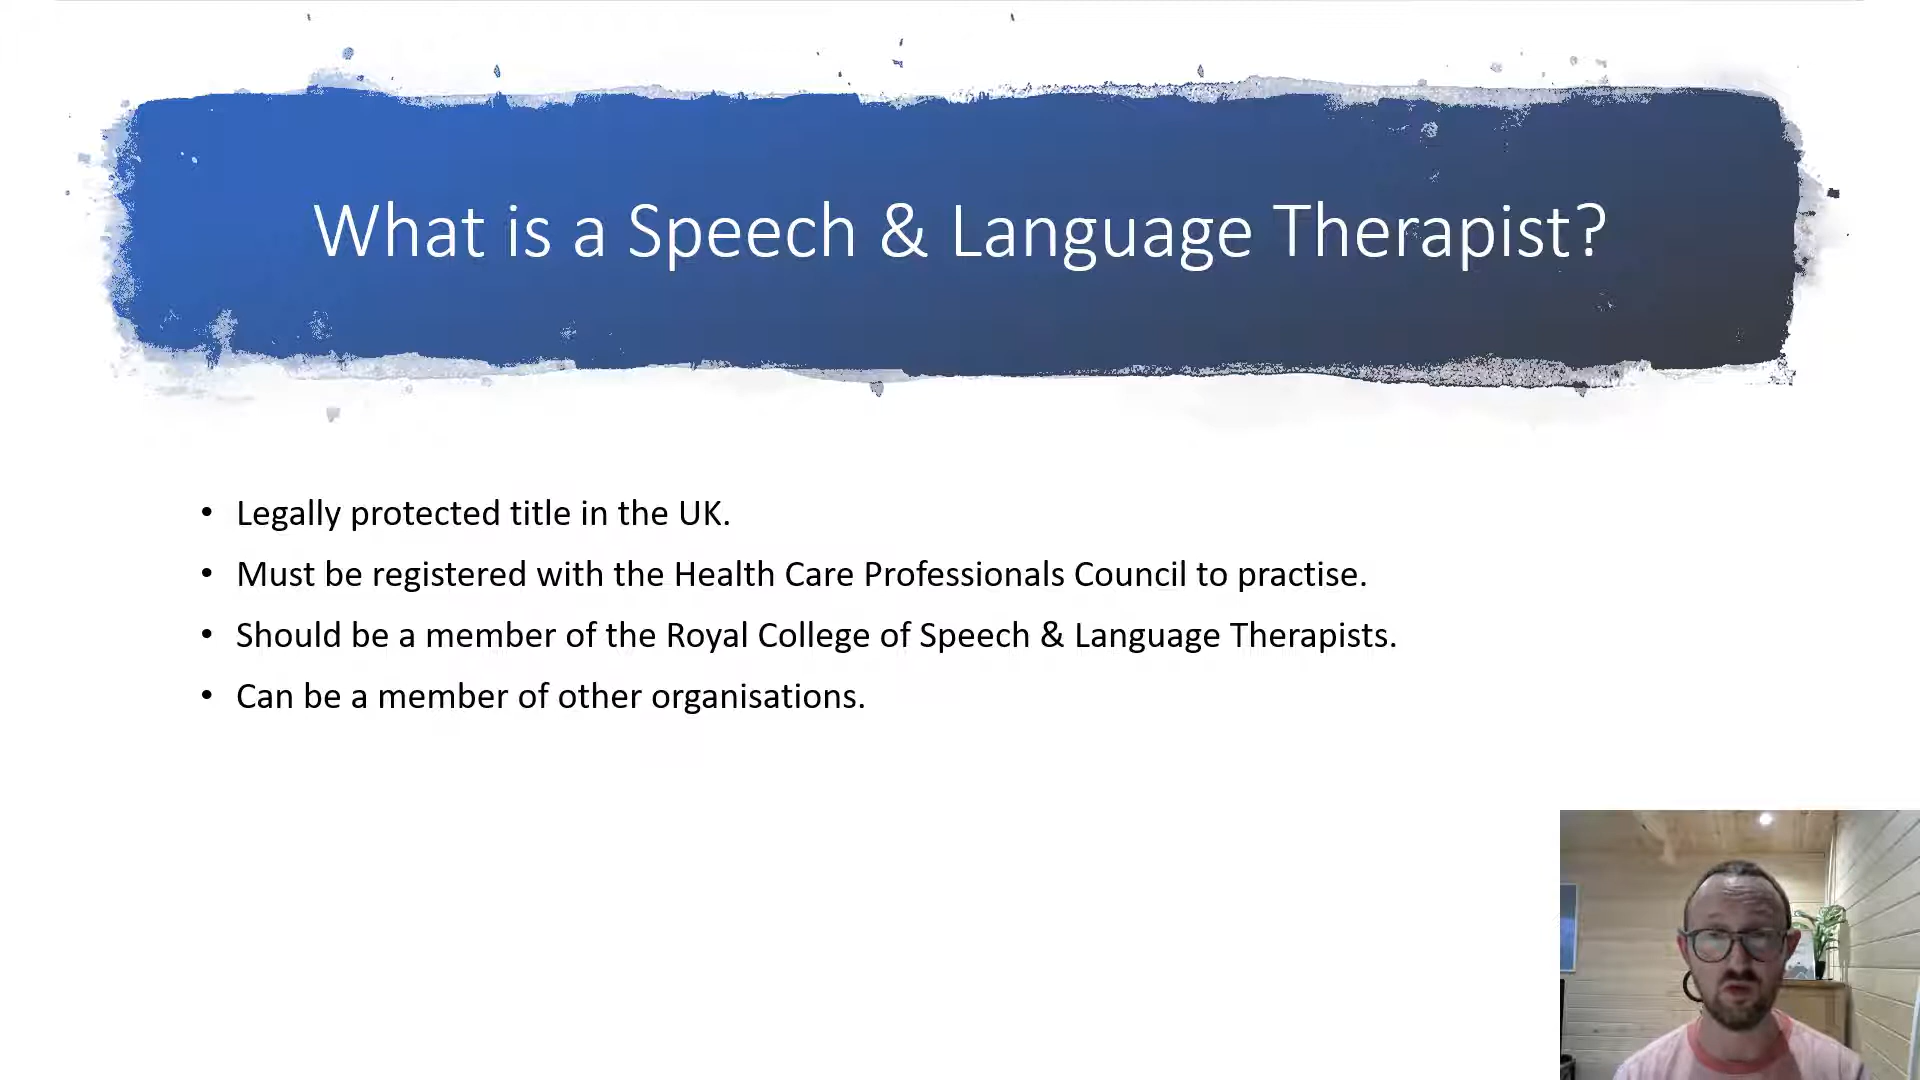 What is a Speech & Language Therapist?
• Legally protected title in the UK.
• Must be registered with the Health Care Professionals Council to practise.
• Should be a member of the Royal College of Speech & Language Therapists.
• Can be a member of other organisations.